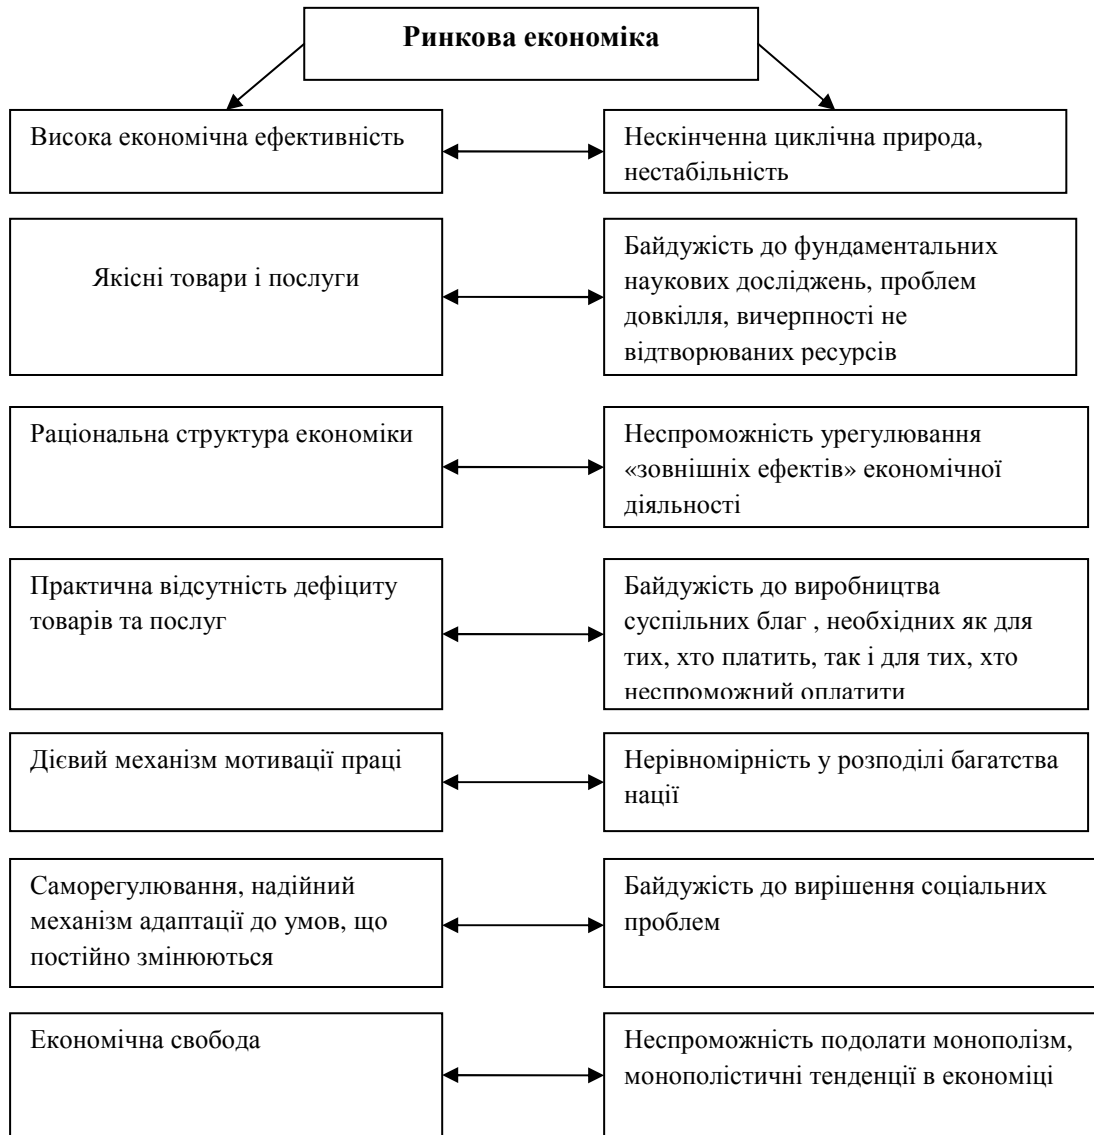 Ринкова економіка
Висока економічна ефективність
Нескінченна циклічна природа,
нестабільність
Якісні товари і послуги
Байдужість до фундаментальних
наукових досліджень, проблем
довкілля, вичерпності не
відтворюваних ресурсів
Раціональна структура економіки
Неспроможність урегулювання
«зовнішніх ефектів» економічної
діяльності
Практична відсутність дефіциту
товарів та послуг
Байдужість до виробництва
суспільних благ , необхідних як для
тих, хто платить, так і для тих, хто
неспроможний оплатити
Дієвий механізм мотивації праці
Нерівномірність у розподілі багатства
нації
Саморегулювання, надійний
механізм адаптації до умов, що
постійно змінюються
Байдужість до вирішення соціальних
проблем
Економічна свобода
Неспроможність подолати монополізм,
монополістичні тенденції в економіці